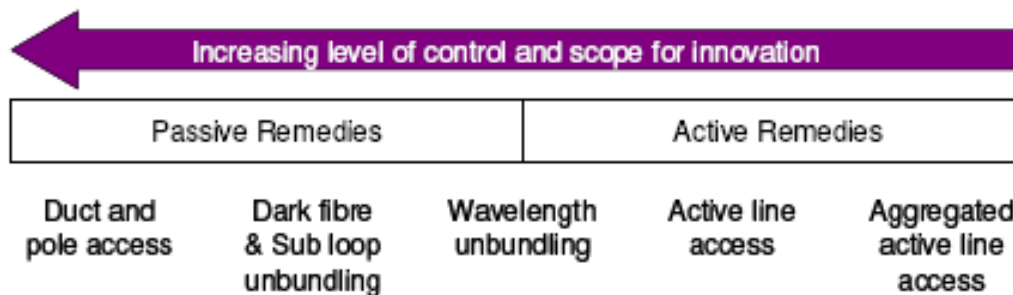 Increasing level of control and scope for innovation
Passive Remedies
Active Remedies
Duct and
pole access
Dark fibre
& Sub loop
unbundling
Wavelength
unbundling
Active line
access
Aggregated
active line
access